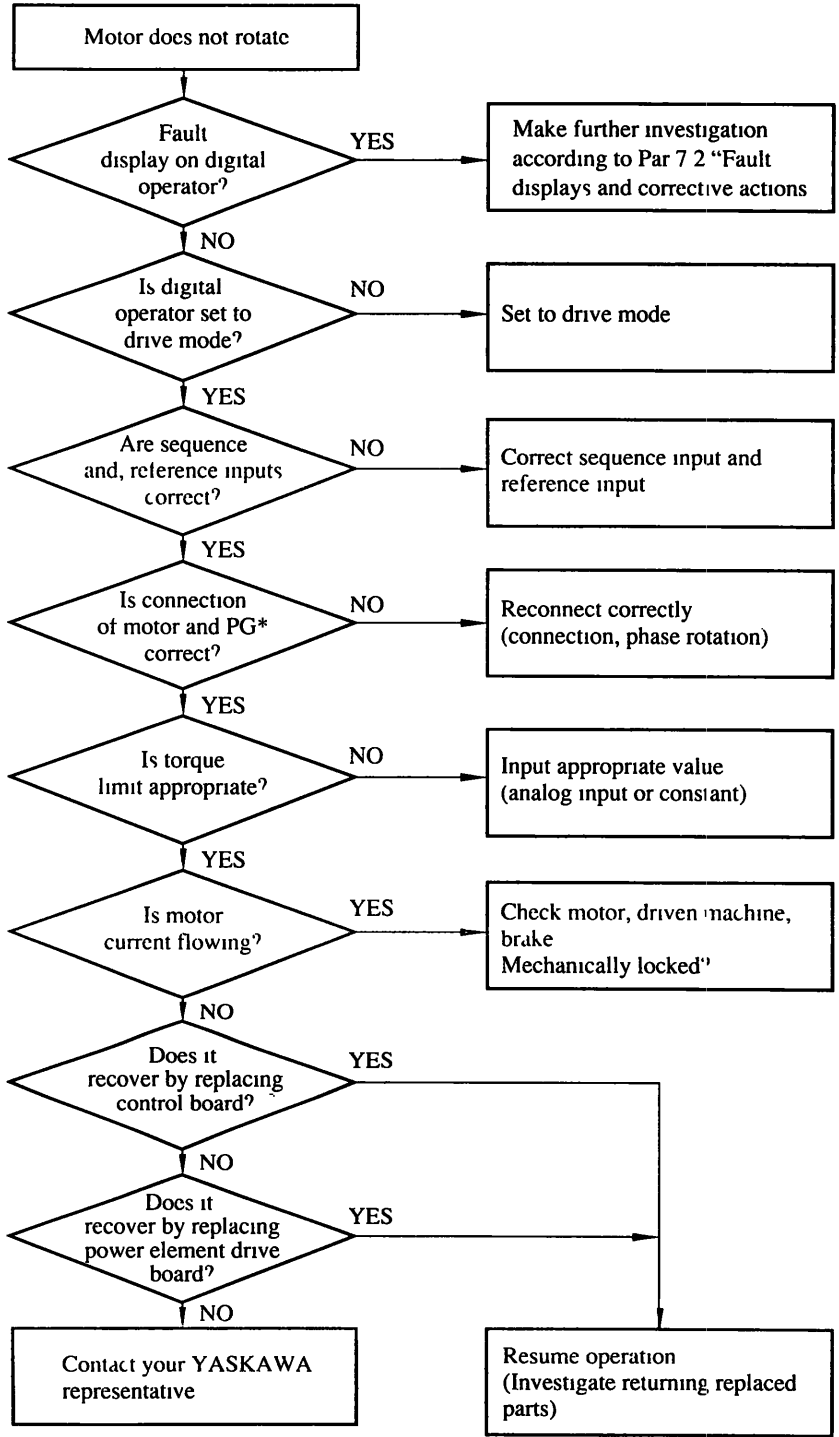 Motor does not rotate
Fault
display on digital
operator?
YES
Make further investigation
according to Par 7 2 “Fault
displays and corrective actions
NO
Is digital
operator set to
drive mode?
NO
Set to drive mode
YES
Are sequence
and, reference inputs
correct?
NO
Correct sequence input and
reference input
YES
Is connection
of motor and PG*
correct?
NO
Reconnect correctly
(connection, phase rotation)
YES
Is torque
limit appropriate?
NO
Input appropriate value
(analog input or constant)
YES
Is motor
current flowing?
YES
Check motor, driven machine,
brake
Mechanically locked”
NO
Does it
recover by replacing
control board?
YES
NO
Does it
recover by replacing
power element drive
board?
YES
NO
Contact your YASKAWA
representative
Resume operation
(Investigate returning replaced
parts)